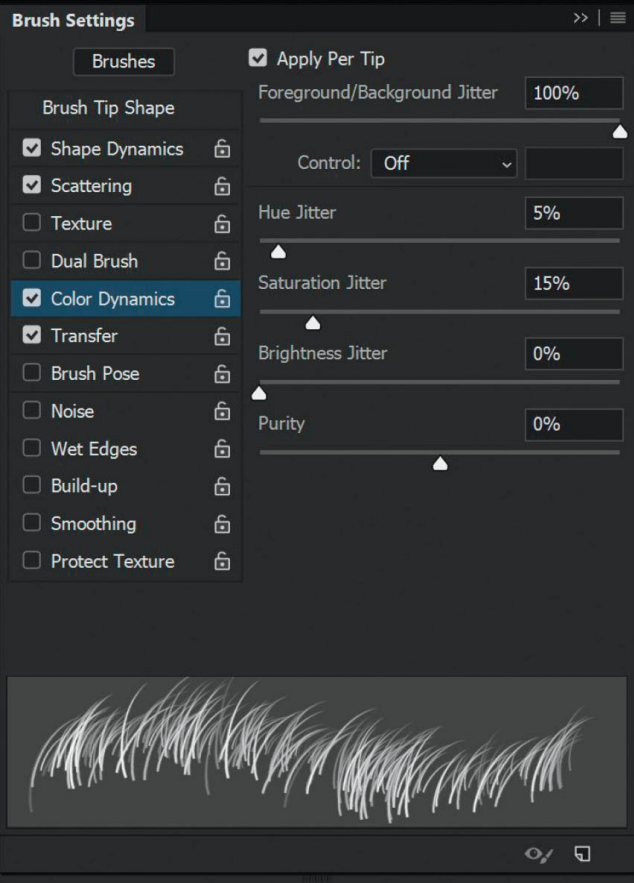 Brush Settings
Brushes
Brush Tip Shape
Shape Dynamics
Scattering
Texture
Dual Brush
Color Dynamics
Transfer
Brush Pose
Noise
Wet Edges
Build-up
Smoothing
Protect Texture
Apply Per Tip
Foreground/Background Jitter 100%
Control: Off
Hue Jitter 5%
Saturation Jitter 15%
Brightness Jitter 0%
Purity 0%